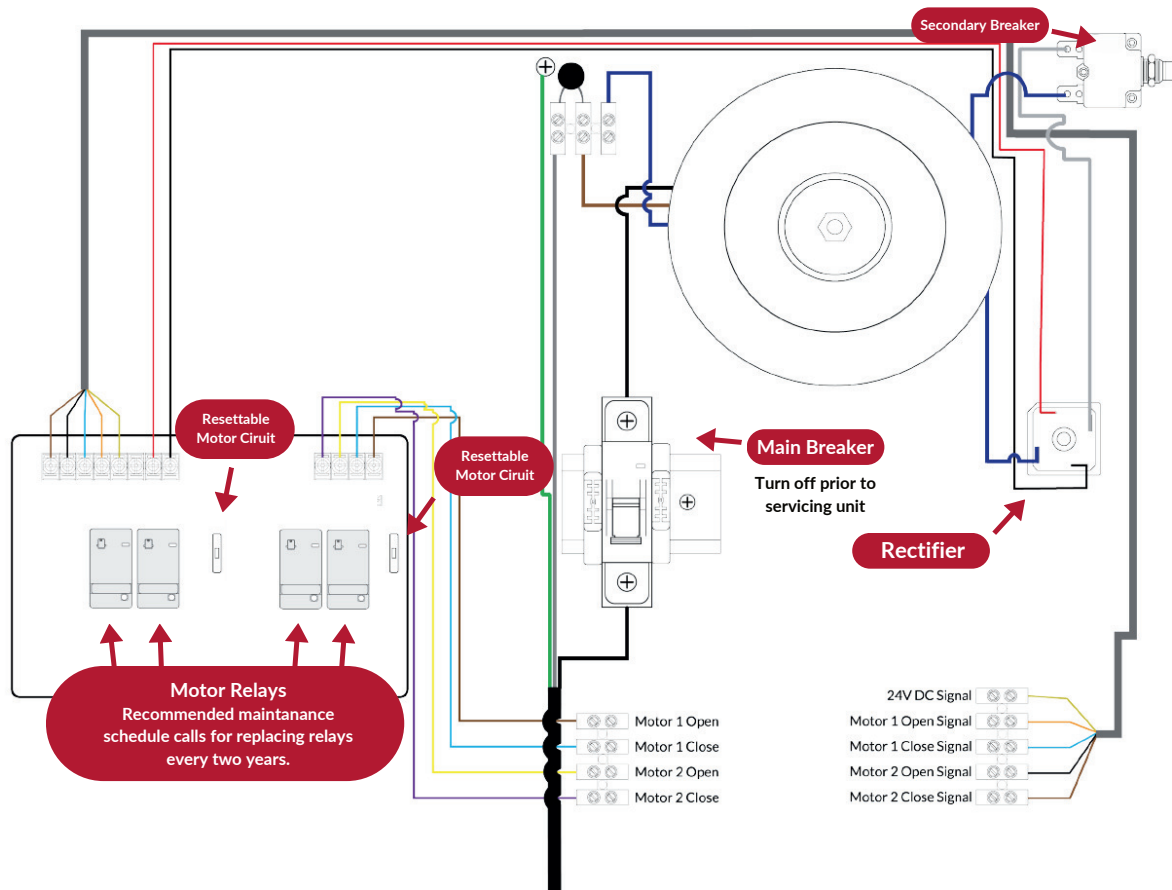 Secondary Breaker
Resettable
Motor Ciruit
Resettable
Motor Ciruit
Main Breaker
Turn off prior to
servicing unit
Rectifier
Motor Relays
Recommended maintanance
schedule calls for replacing relays
every two years.
Motor 1 Open
Motor 1 Close
Motor 2 Open
Motor 2 Close
24V DC Signal
Motor 1 Open Signal
Motor 1 Close Signal
Motor 2 Open Signal
Motor 2 Close Signal